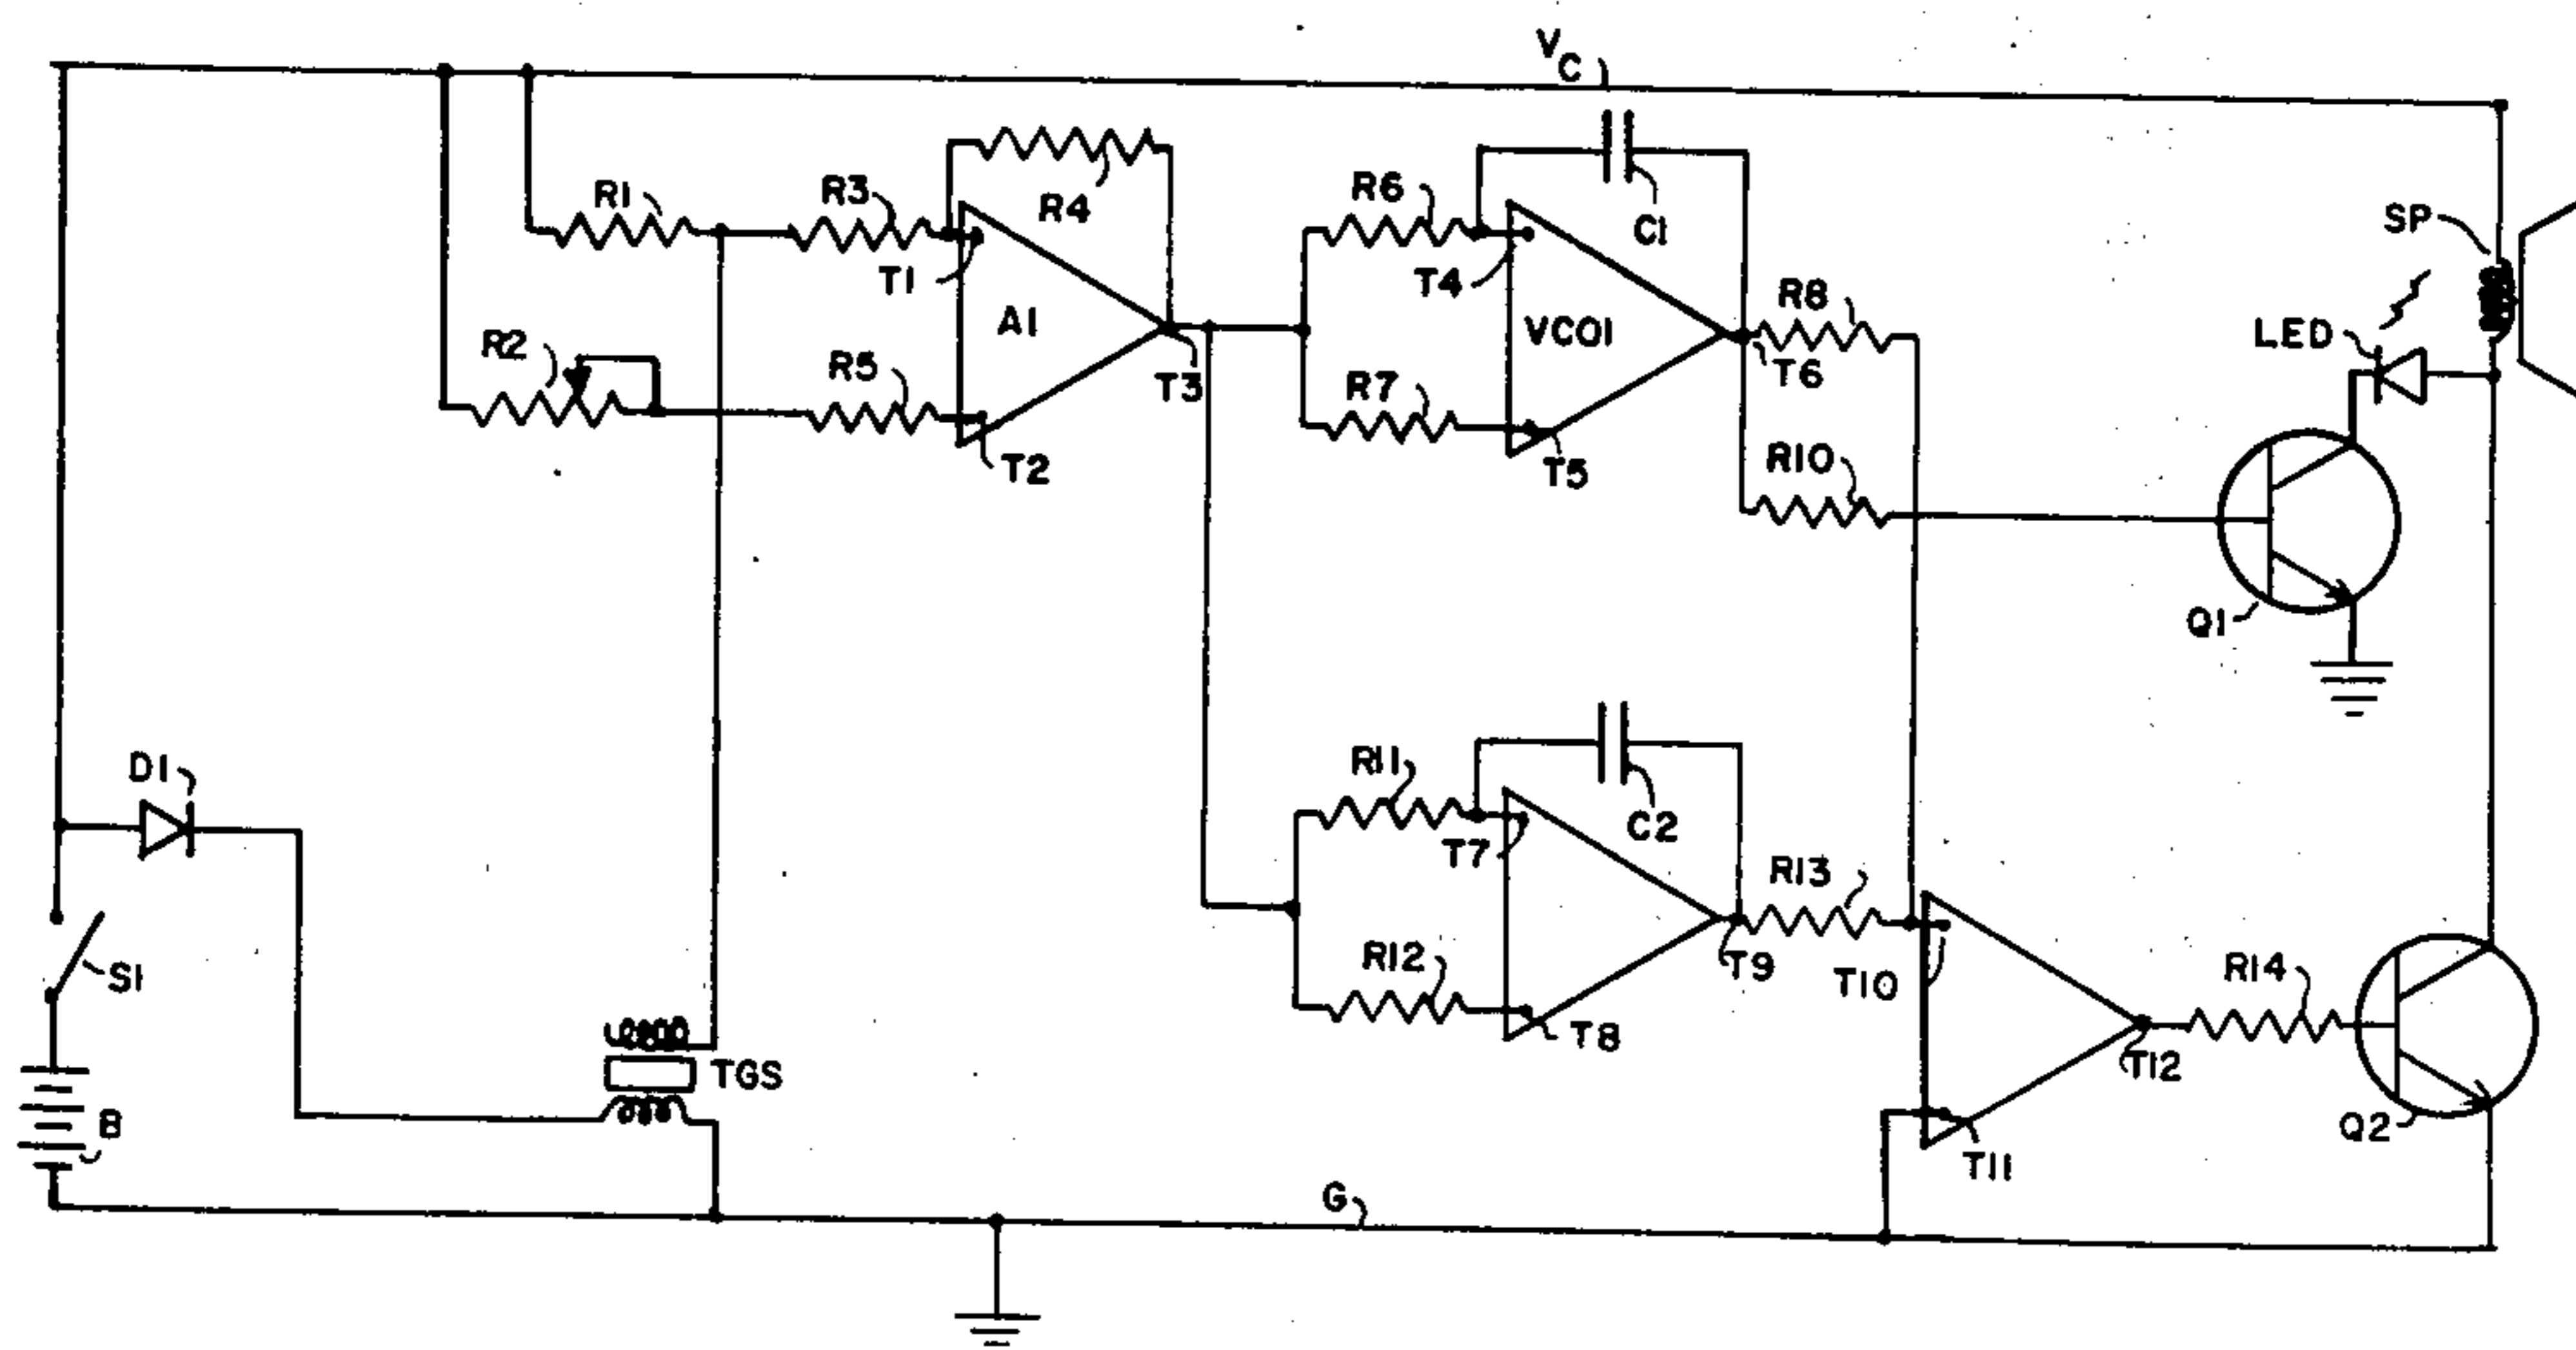 VC
R1
R3
R4
R6
C1
SP
T1
T4
R8
A1
VCO1
LED
R2
R5
T3
R7
T6
T2
T5
R10
Q1
D1
R11
C2
T7
R13
S1
R12
T9
T10
R14
T8
TGS
T12
B
Q2
T11
G